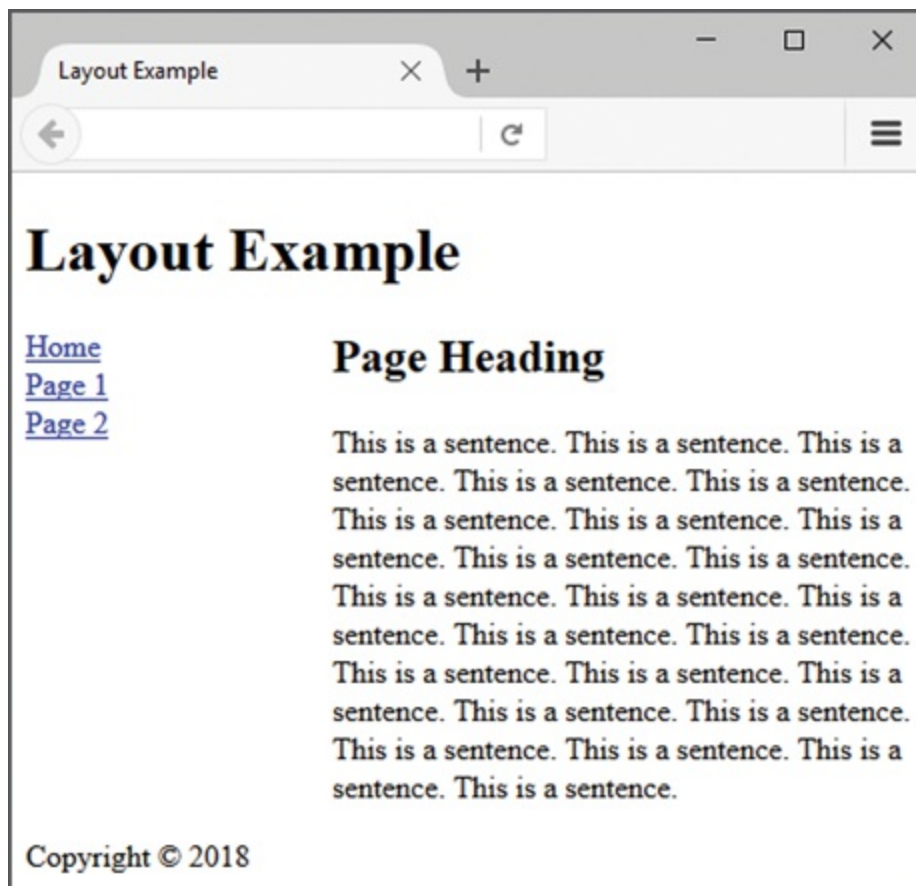 Layout Example
Layout Example
Home
Page 1
Page 2
Page Heading
This is a sentence. This is a sentence. This is a
sentence. This is a sentence. This is a sentence.
This is a sentence. This is a sentence. This is a
sentence. This is a sentence. This is a sentence.
This is a sentence. This is a sentence. This is a
sentence. This is a sentence. This is a sentence.
This is a sentence. This is a sentence. This is a
sentence. This is a sentence. This is a sentence.
This is a sentence. This is a sentence. This is a
sentence. This is a sentence.
Copyright © 2018